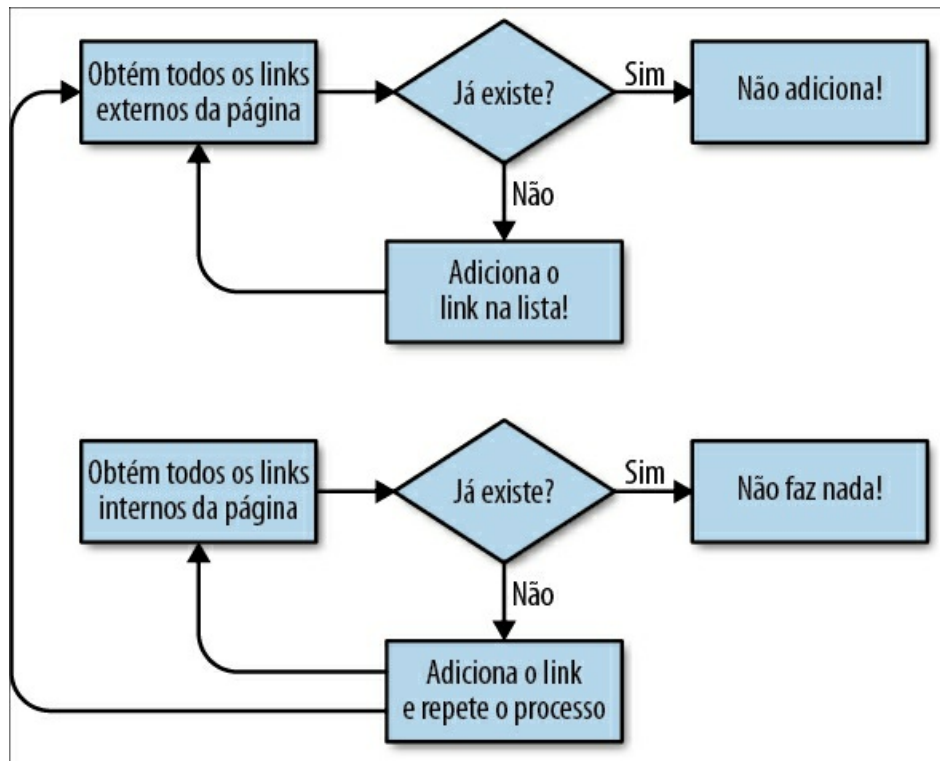 Obtém todos os links
externos da página
Já existe?
Sim
Não adiciona!
Não
Adiciona o
link na lista!
Obtém todos os links
internos da página
Já existe?
Sim
Não faz nada!
Não
Adiciona o link
e repete o processo